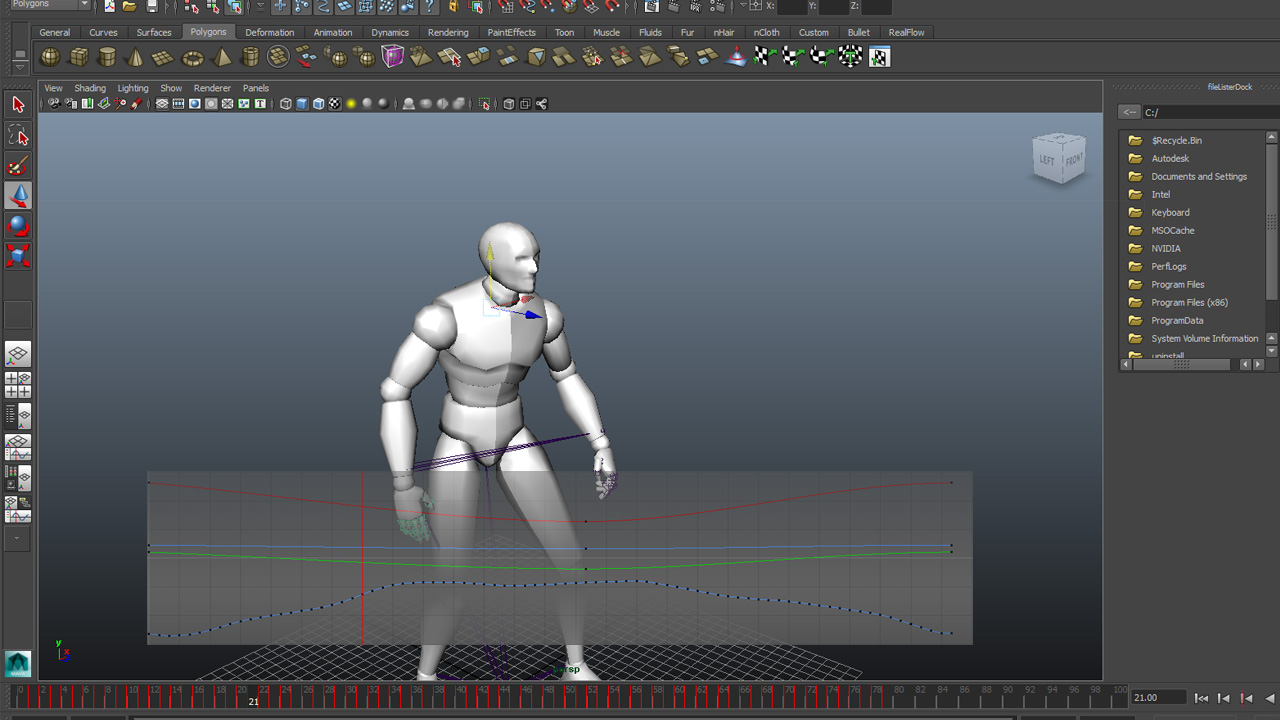 Polygons
X: Y: Z:
General Curves Surfaces Polygons Deformation Animation Dynamics Rendering PaintEffects Toon Muscle Fluids Fur nHair nCloth Custom Bullet RealFlow
View Shading Lighting Show Renderer Panels
fileListerDock
<-- C:/
$Recycle.Bin
Autodesk
Documents and Settings
Intel
Keyboard
MSOCache
NVIDIA
PerfLogs
Program Files
Program Files (x86)
ProgramData
System Volume Information
uninstall
LEFT FRONT
y
x
persp
0 2 4 6 8 10 12 14 16 18 20 22 24 26 28 30 32 34 36 38 40 42 44 46 48 50 52 54 56 58 60 62 64 66 68 70 72 74 76 78 80 82 84 86 88 90 92 94 96 98 100
21
21.00